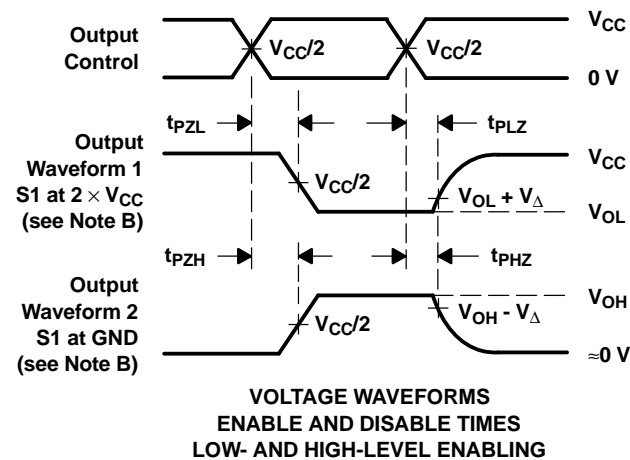 Output
Control
V_CC/2
V_CC/2
V_CC
0 V
t_PZL
t_PLZ
Output
Waveform 1
S1 at 2 × V_CC
(see Note B)
V_CC/2
V_OL + V_Δ
V_CC
V_OL
t_PZH
t_PHZ
Output
Waveform 2
S1 at GND
(see Note B)
V_CC/2
V_OH - V_Δ
V_OH
≈0 V
VOLTAGE WAVEFORMS
ENABLE AND DISABLE TIMES
LOW- AND HIGH-LEVEL ENABLING